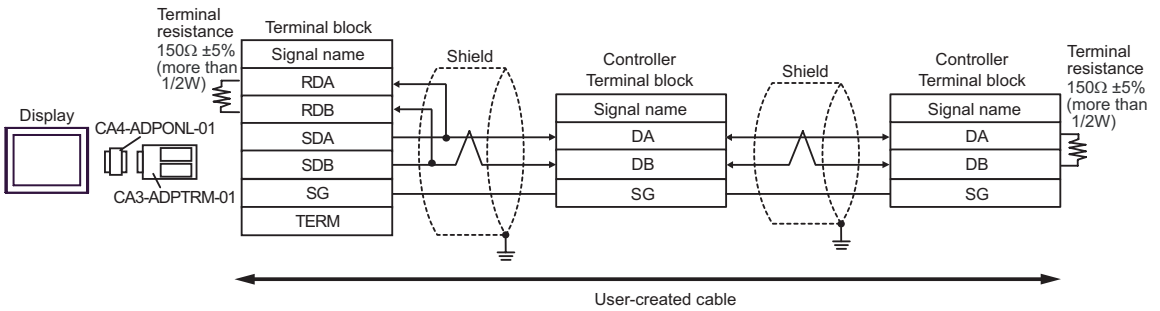 Terminal
resistance
150Ω ±5%
(more than
1/2W)
Display
CA4-ADPONL-01
CA3-ADPTRM-01
Terminal block
Signal name
RDA
RDB
SDA
SDB
SG
TERM
Shield
Controller
Terminal block
Signal name
DA
DB
SG
Shield
Controller
Terminal block
Signal name
DA
DB
SG
Terminal
resistance
150Ω ±5%
(more than
1/2W)
User-created cable